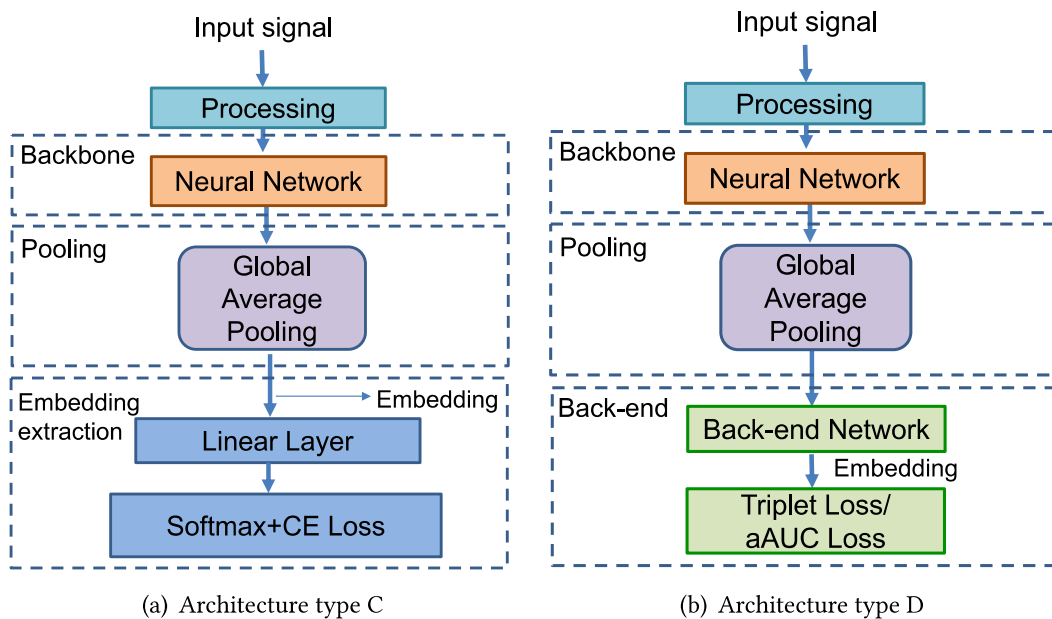 Input signal
Processing
Backbone
Neural Network
Pooling
Global
Average
Pooling
Embedding
extraction
Embedding
Linear Layer
Softmax+CE Loss
(a) Architecture type C
Input signal
Processing
Backbone
Neural Network
Pooling
Global
Average
Pooling
Back-end
Back-end Network
Embedding
Triplet Loss/
aAUC Loss
(b) Architecture type D